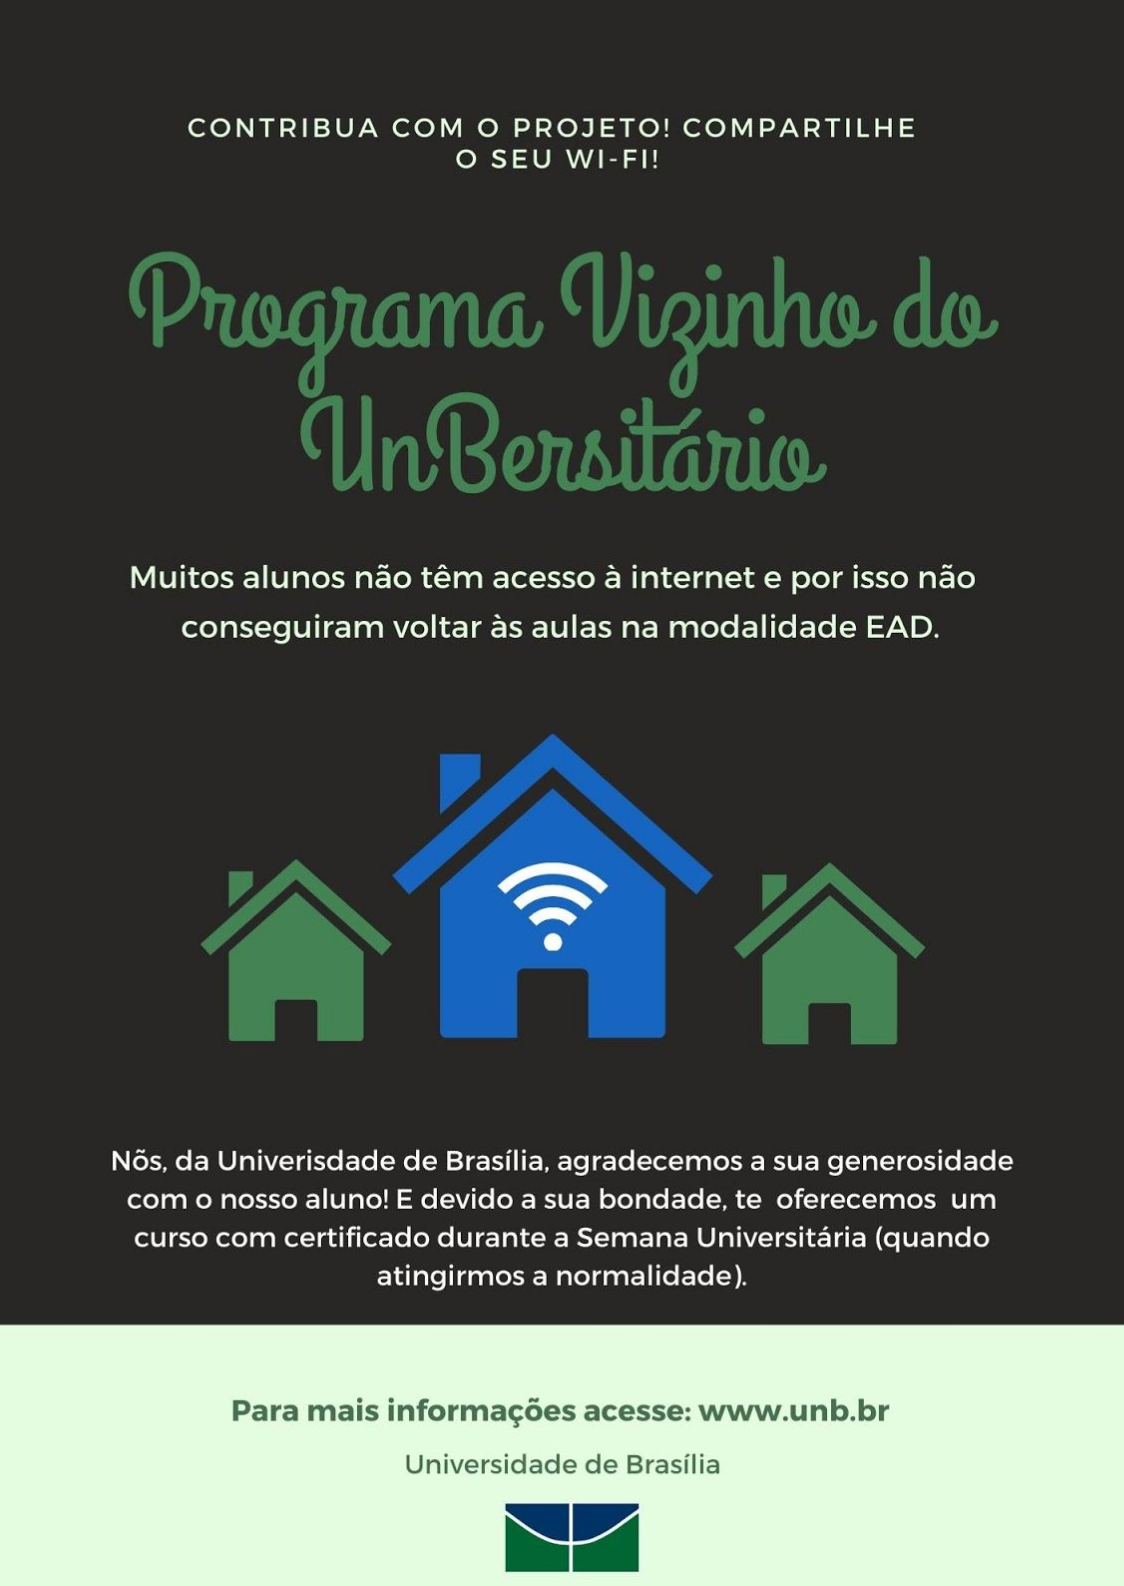 CONTRIBUA COM O PROJETO! COMPARTILHE
O SEU WI-FI!
Programa Vizinho do
UnBersitário
Muitos alunos não têm acesso à internet e por isso não
conseguiram voltar às aulas na modalidade EAD.
Nõs, da Univerisdade de Brasília, agradecemos a sua generosidade
com o nosso aluno! E devido a sua bondade, te oferecemos um
curso com certificado durante a Semana Universitária (quando
atingirmos a normalidade).
Para mais informações acesse: www.unb.br
Universidade de Brasília